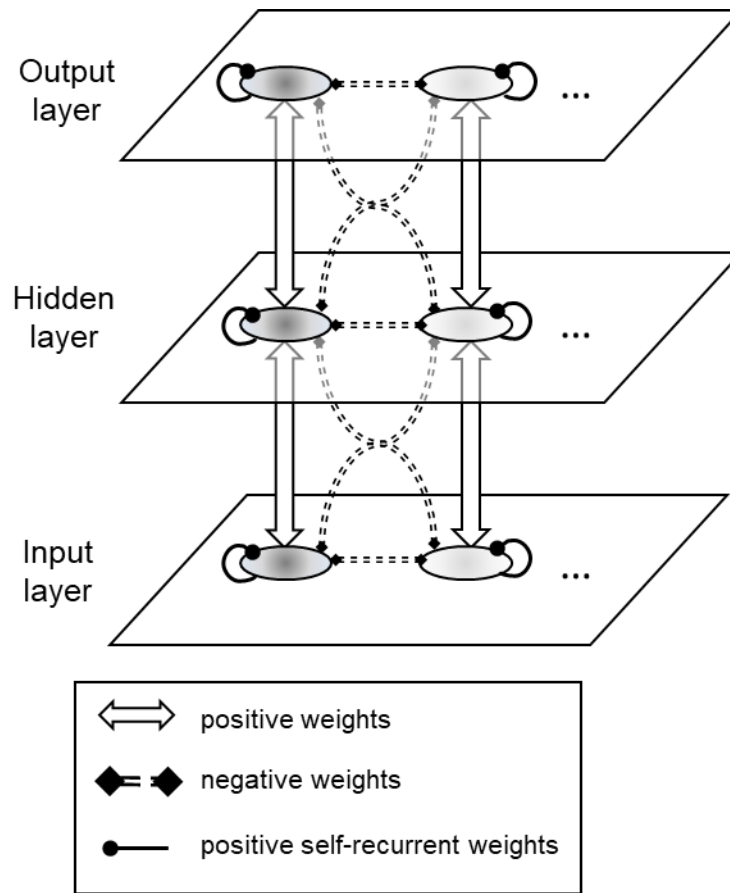 Output
layer
...
Hidden
layer
...
Input
layer
...
positive weights
negative weights
positive self-recurrent weights